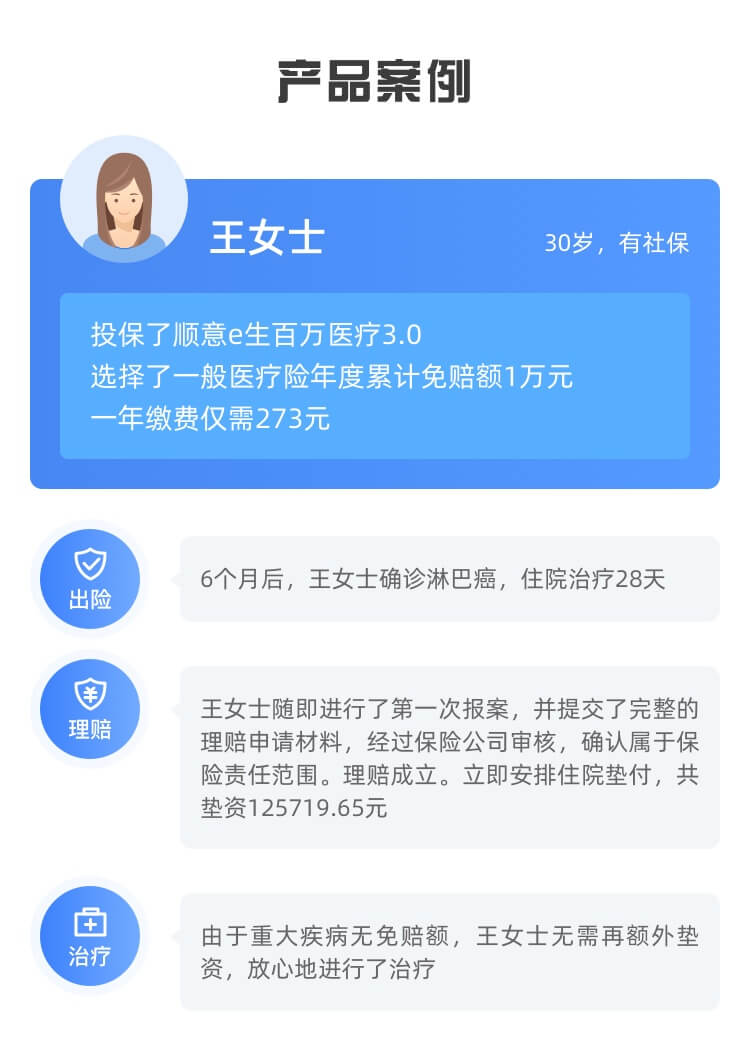 产品案例
王女士
30岁，有社保
投保了顺意e生百万医疗3.0
选择了一般医疗险年度累计免赔额1万元
一年缴费仅需273元
出险
6个月后，王女士确诊淋巴癌，住院治疗28天
理赔
王女士随即进行了第一次报案，并提交了完整的
理赔申请材料，经过保险公司审核，确认属于保
险责任范围。理赔成立。立即安排住院垫付，共
垫资125719.65元
治疗
由于重大疾病无免赔额，王女士无需再额外垫
资，放心地进行了治疗